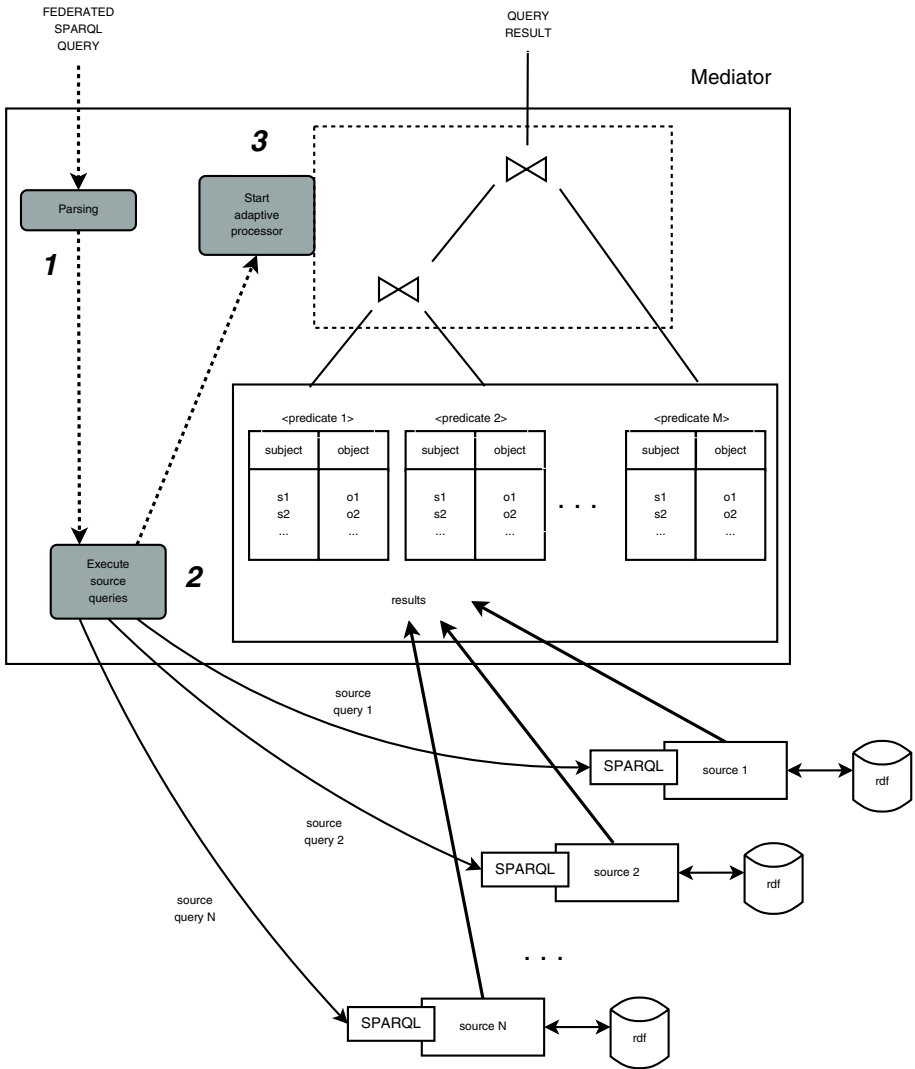 FEDERATED
SPARQL
QUERY
QUERY
RESULT
Mediator
3
Parsing
Start
adaptive
processor
1
<predicate 1>
<predicate 2>
<predicate M>
subject object
subject object
subject object
s1 o1
s2 o2
... ...
s1 o1
s2 o2
... ...
. . .
s1 o1
s2 o2
... ...
Execute
source
queries
2
results
source
query 1
SPARQL
source 1
rdf
source
query 2
SPARQL
source 2
rdf
source
query N
. . .
SPARQL
source N
rdf